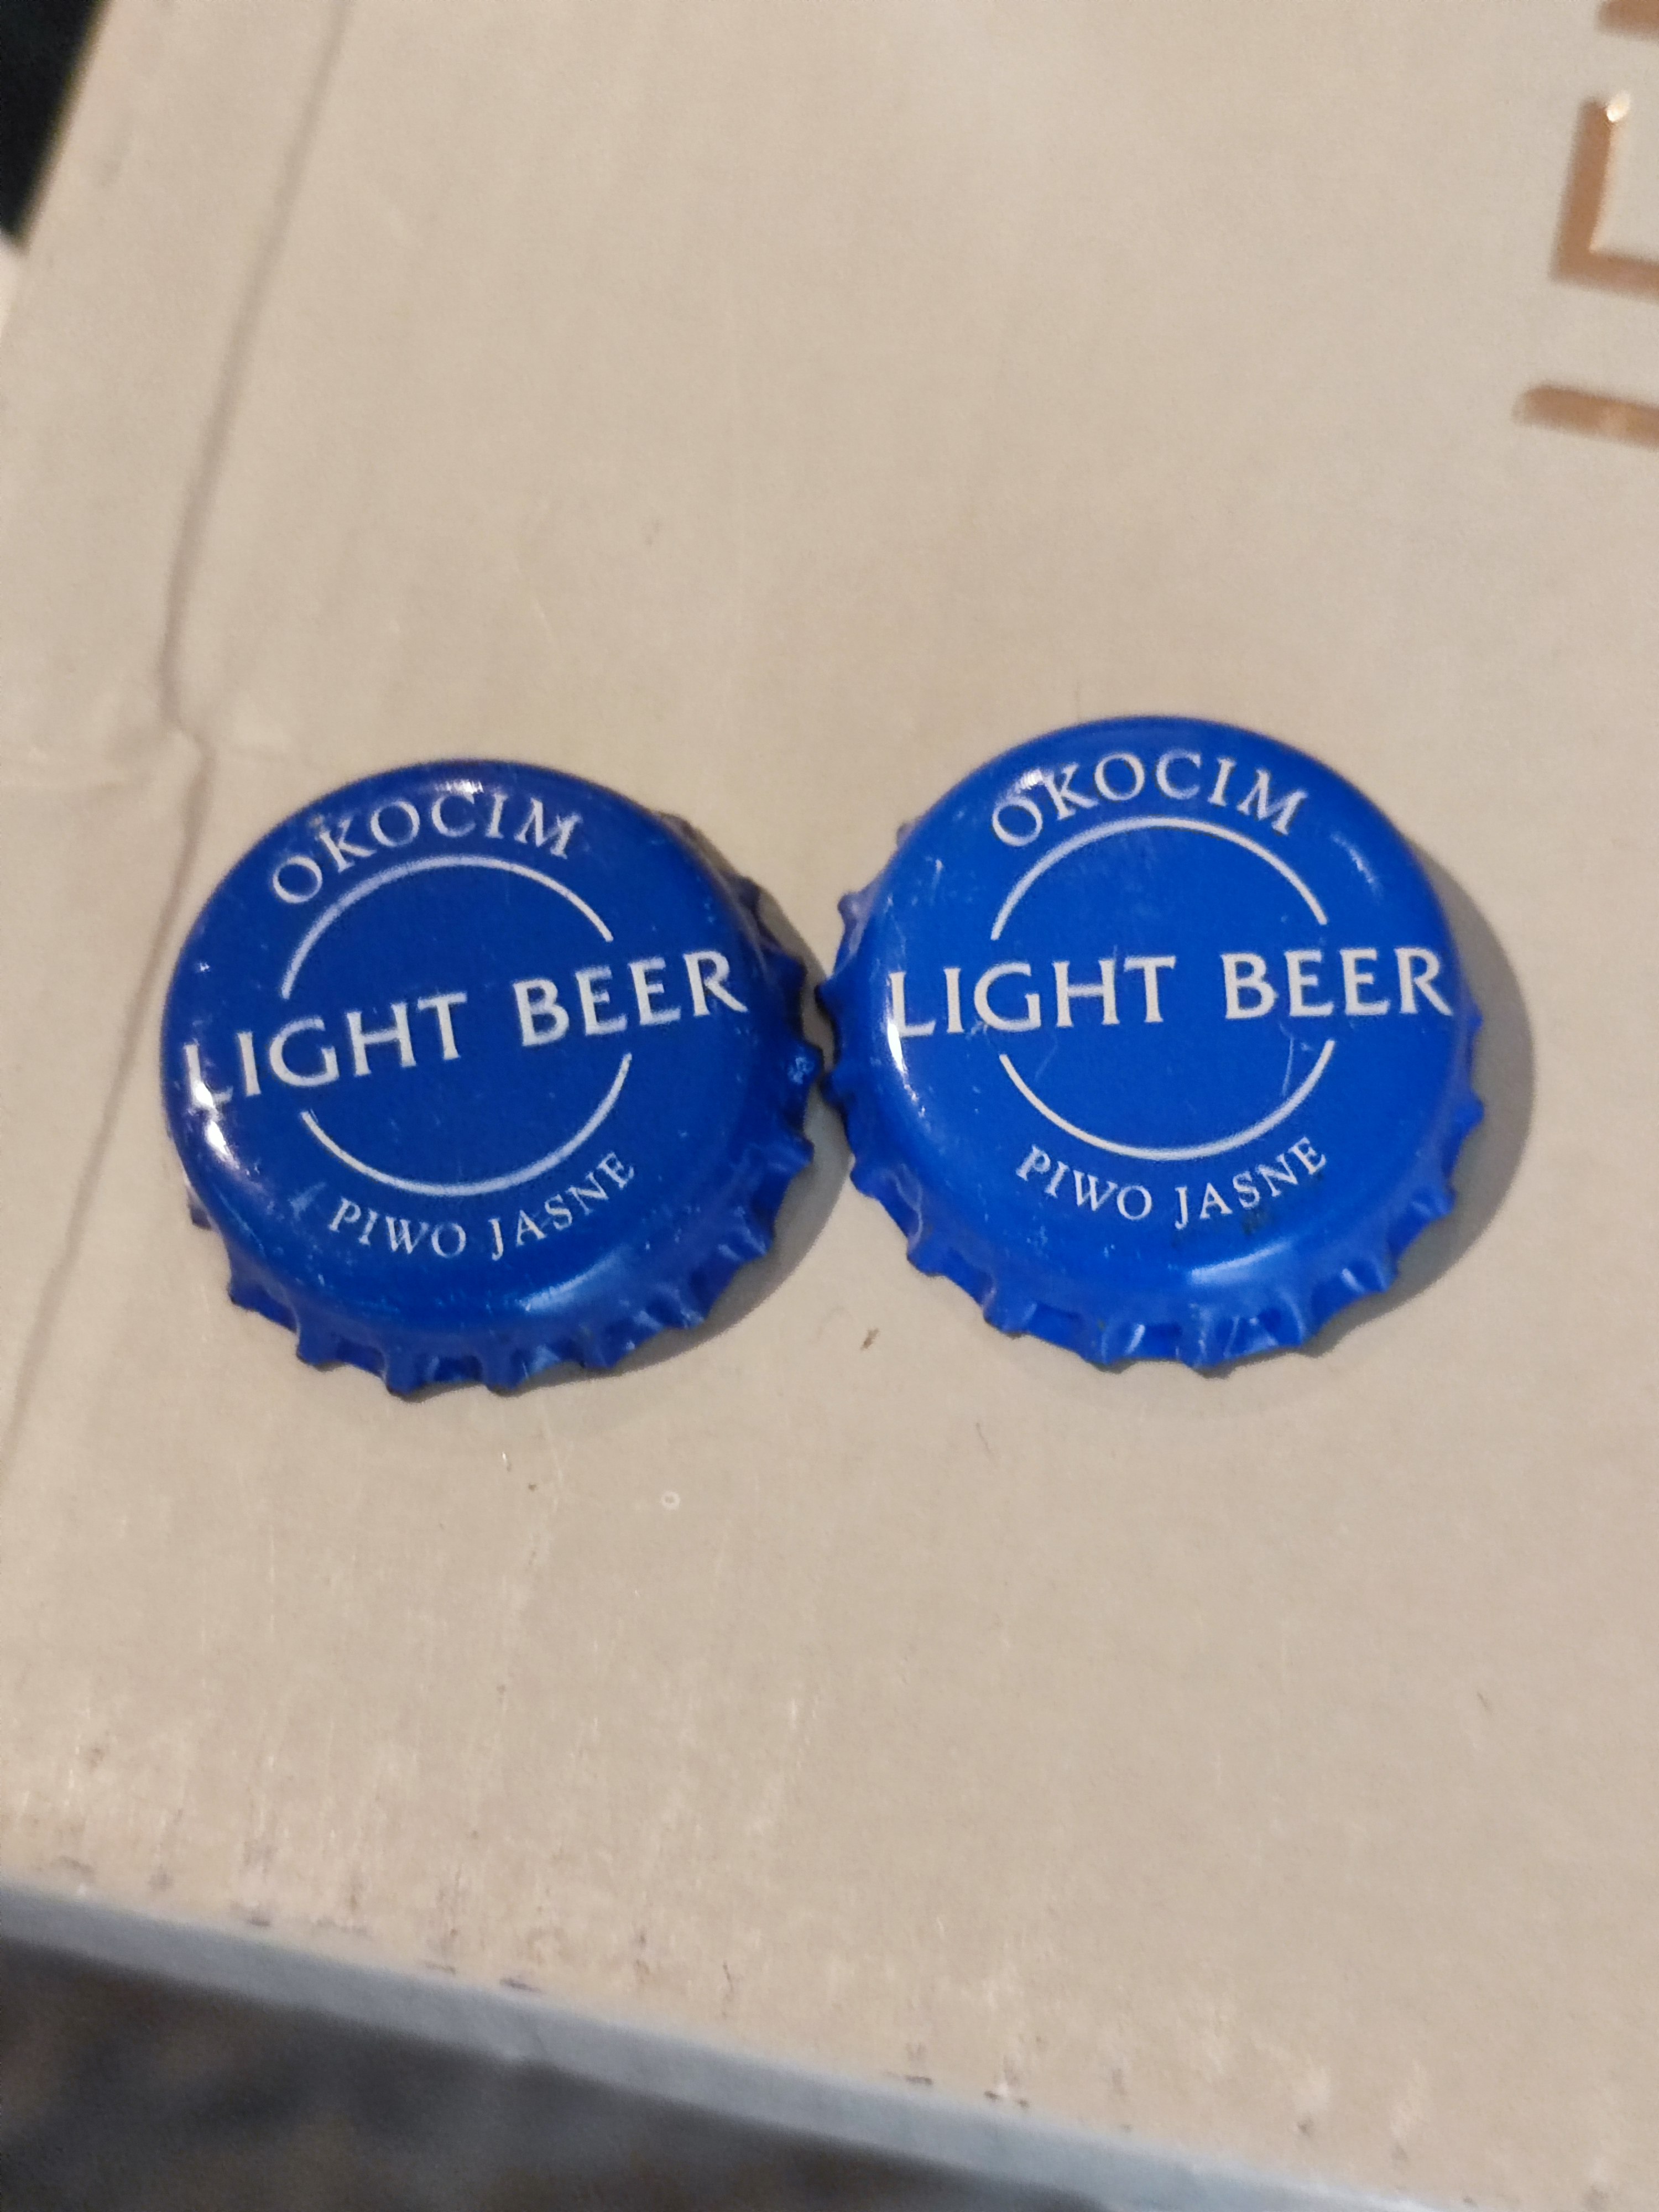 OKOCIM
LIGHT BEER
PIWO JASNE
OKOCIM
LIGHT BEER
PIWO JASNE